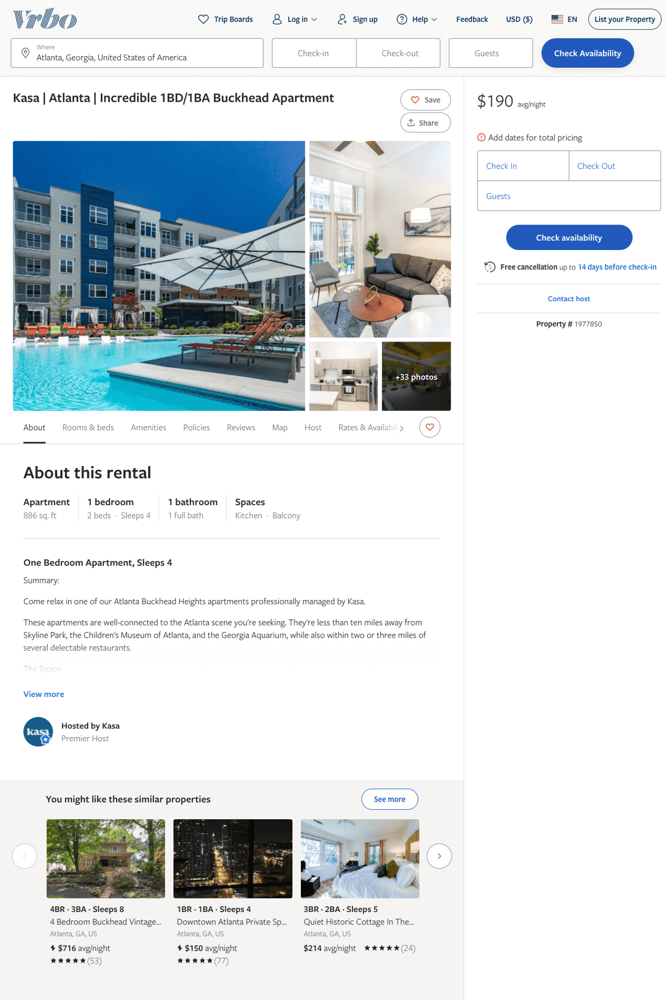 Vrbo
Trip Boards
Log in
Sign up
Help
Feedback
USD ($)
EN
List your Property
Where
Atlanta, Georgia, United States of America
Check-in
Check-out
Guests
Check Availability
Kasa | Atlanta | Incredible 1BD/1BA Buckhead Apartment
Save
Share
+33 photos
$190 avg/night
Add dates for total pricing
Check In
Check Out
Guests
Check availability
Free cancellation up to 14 days before check-in
Contact host
Property # 1977850
About
Rooms & beds
Amenities
Policies
Reviews
Map
Host
Rates & Availabili
About this rental
Apartment
886 sq. ft
1 bedroom
2 beds · Sleeps 4
1 bathroom
1 full bath
Spaces
Kitchen · Balcony
One Bedroom Apartment, Sleeps 4
Summary:
Come relax in one of our Atlanta Buckhead Heights apartments professionally managed by Kasa.
These apartments are well-connected to the Atlanta scene you're seeking. They're less than ten miles away from
Skyline Park, the Children's Museum of Atlanta, and the Georgia Aquarium, while also within two or three miles of
several delectable restaurants.
The Space:
View more
kasa
Hosted by Kasa
Premier Host
You might like these similar properties
See more
4BR · 3BA · Sleeps 8
4 Bedroom Buckhead Vintage...
Atlanta, GA, US
$716 avg/night
★★★★★(53)
1BR · 1BA · Sleeps 4
Downtown Atlanta Private Sp...
Atlanta, GA, US
$150 avg/night
★★★★★(77)
3BR · 2BA · Sleeps 5
Quiet Historic Cottage In The...
Atlanta, GA, US
$214 avg/night ★★★★★(24)